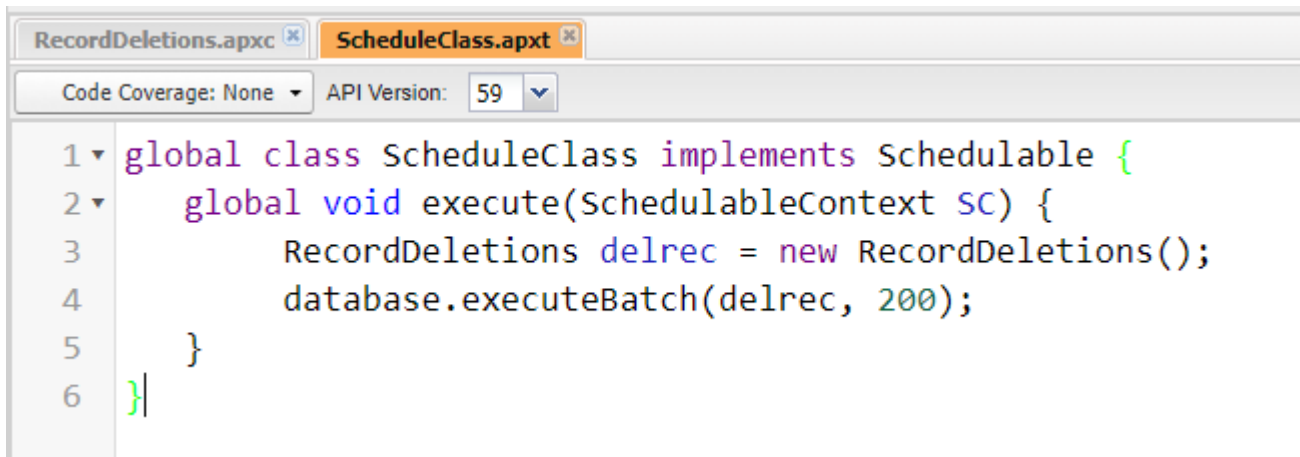 RecordDeletions.apxc ScheduleClass.apxt
Code Coverage: None API Version: 59
1 global class ScheduleClass implements Schedulable {
2 global void execute(SchedulableContext SC) {
3 RecordDeletions delrec = new RecordDeletions();
4 database.executeBatch(delrec, 200);
5 }
6 }